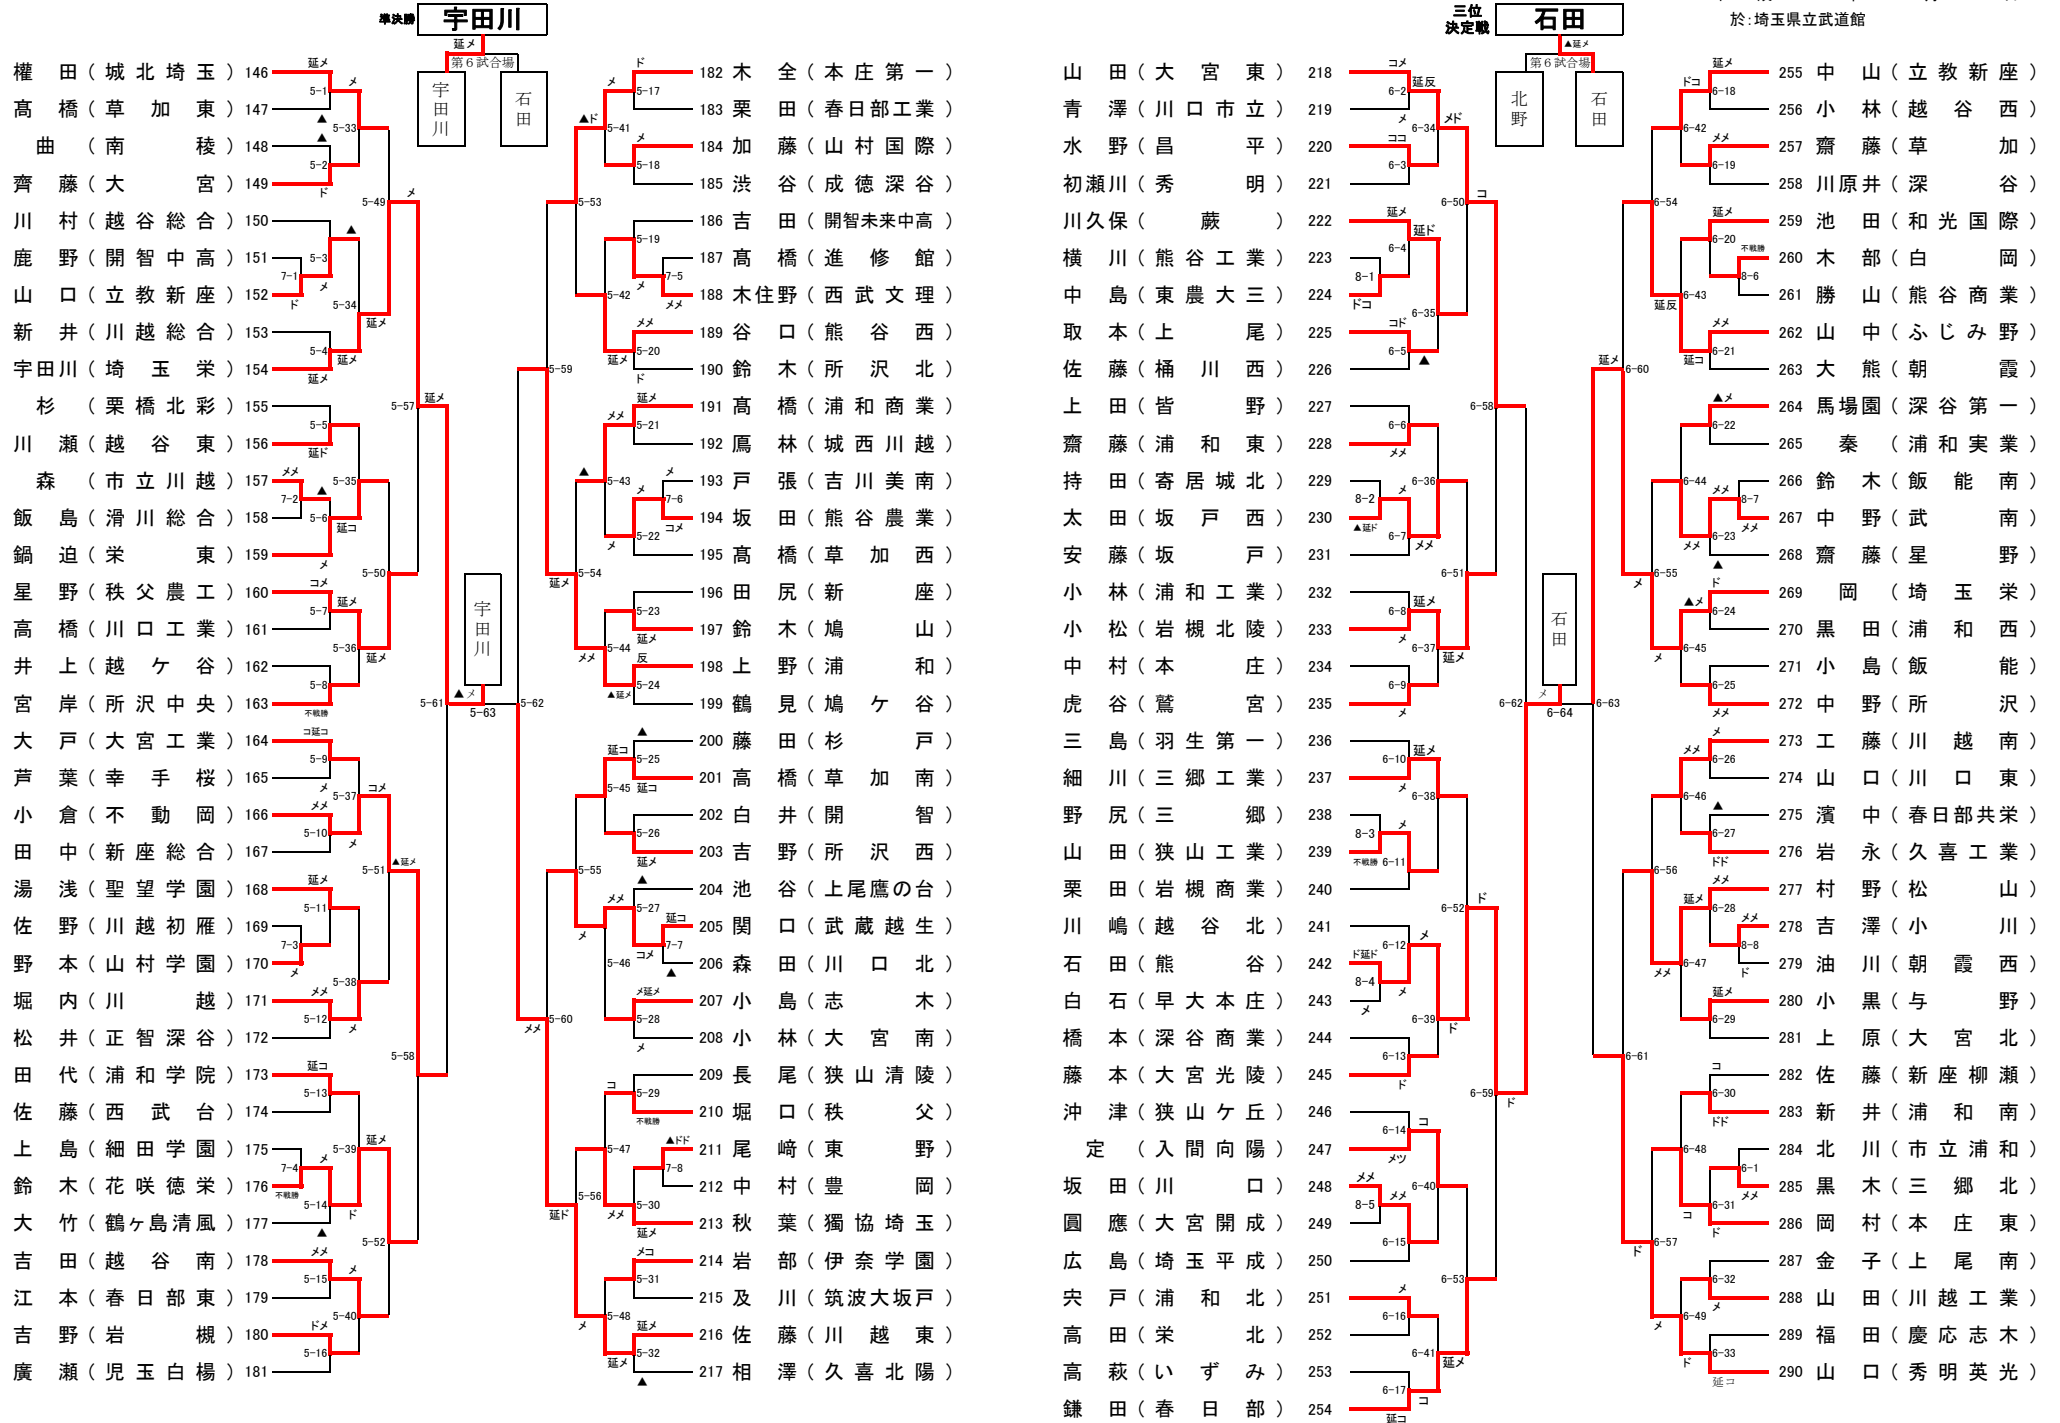 準決勝 宇田川
三位決定戦 石田
於:埼玉県立武道館
延メ
第６試合場
宇田川 石田
▲延メ
第６試合場
北野 石田
權田（城北埼玉）146
髙橋（草加東）147
曲（南稜）148
齊藤（大宮）149
川村（越谷総合）150
鹿野（開智中高）151
山口（立教新座）152
新井（川越総合）153
宇田川（埼玉栄）154
杉（栗橋北彩）155
川瀬（越谷東）156
森（市立川越）157
飯島（滑川総合）158
鍋迫（栄東）159
星野（秩父農工）160
高橋（川口工業）161
井上（越ケ谷）162
宮岸（所沢中央）163
大戸（大宮工業）164
芦葉（幸手桜）165
小倉（不動岡）166
田中（新座総合）167
湯浅（聖望学園）168
佐野（川越初雁）169
野本（山村学園）170
堀内（川越）171
松井（正智深谷）172
田代（浦和学院）173
佐藤（西武台）174
上島（細田学園）175
鈴木（花咲徳栄）176
大竹（鶴ヶ島清風）177
吉田（越谷南）178
江本（春日部東）179
吉野（岩槻）180
廣瀬（児玉白楊）181
182 木全（本庄第一）
183 栗田（春日部工業）
184 加藤（山村国際）
185 渋谷（成徳深谷）
186 吉田（開智未来中高）
187 髙橋（進修館）
188 木住野（西武文理）
189 谷口（熊谷西）
190 鈴木（所沢北）
191 髙橋（浦和商業）
192 鳫林（城西川越）
193 戸張（吉川美南）
194 坂田（熊谷農業）
195 髙橋（草加西）
196 田尻（新座）
197 鈴木（鳩山）
198 上野（浦和）
199 鶴見（鳩ケ谷）
200 藤田（杉戸）
201 高橋（草加南）
202 白井（開智）
203 吉野（所沢西）
204 池谷（上尾鷹の台）
205 関口（武蔵越生）
206 森田（川口北）
207 小島（志木）
208 小林（大宮南）
209 長尾（狭山清陵）
210 堀口（秩父）
211 尾﨑（東野）
212 中村（豊岡）
213 秋葉（獨協埼玉）
214 岩部（伊奈学園）
215 及川（筑波大坂戸）
216 佐藤（川越東）
217 相澤（久喜北陽）
宇田川
▲メ
5-63
山田（大宮東）218
青澤（川口市立）219
水野（昌平）220
初瀬川（秀明）221
川久保（蕨）222
横川（熊谷工業）223
中島（東農大三）224
取本（上尾）225
佐藤（桶川西）226
上田（皆野）227
齋藤（浦和東）228
持田（寄居城北）229
太田（坂戸西）230
安藤（坂戸）231
小林（浦和工業）232
小松（岩槻北陵）233
中村（本庄）234
虎谷（鷲宮）235
三島（羽生第一）236
細川（三郷工業）237
野尻（三郷）238
山田（狭山工業）239
栗田（岩槻商業）240
川嶋（越谷北）241
石田（熊谷）242
白石（早大本庄）243
橋本（深谷商業）244
藤本（大宮光陵）245
沖津（狭山ケ丘）246
定（入間向陽）247
坂田（川口）248
圓應（大宮開成）249
広島（埼玉平成）250
宍戸（浦和北）251
高田（栄北）252
高萩（いずみ）253
鎌田（春日部）254
255 中山（立教新座）
256 小林（越谷西）
257 齋藤（草加）
258 川原井（深谷）
259 池田（和光国際）
260 木部（白岡）
261 勝山（熊谷商業）
262 山中（ふじみ野）
263 大熊（朝霞）
264 馬場園（深谷第一）
265 秦（浦和実業）
266 鈴木（飯能南）
267 中野（武南）
268 齋藤（星野）
269 岡（埼玉栄）
270 黒田（浦和西）
271 小島（飯能）
272 中野（所沢）
273 工藤（川越南）
274 山口（川口東）
275 濱中（春日部共栄）
276 岩永（久喜工業）
277 村野（松山）
278 吉澤（小川）
279 油川（朝霞西）
280 小黒（与野）
281 上原（大宮北）
282 佐藤（新座柳瀬）
283 新井（浦和南）
284 北川（市立浦和）
285 黒木（三郷北）
286 岡村（本庄東）
287 金子（上尾南）
288 山田（川越工業）
289 福田（慶応志木）
290 山口（秀明英光）
石田
メ
6-64